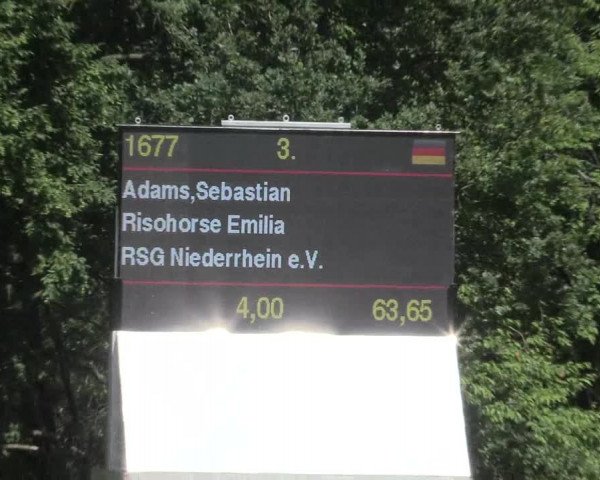 1677 3.
Adams,Sebastian
Risohorse Emilia
RSG Niederrhein e.V.
4,00 63,65